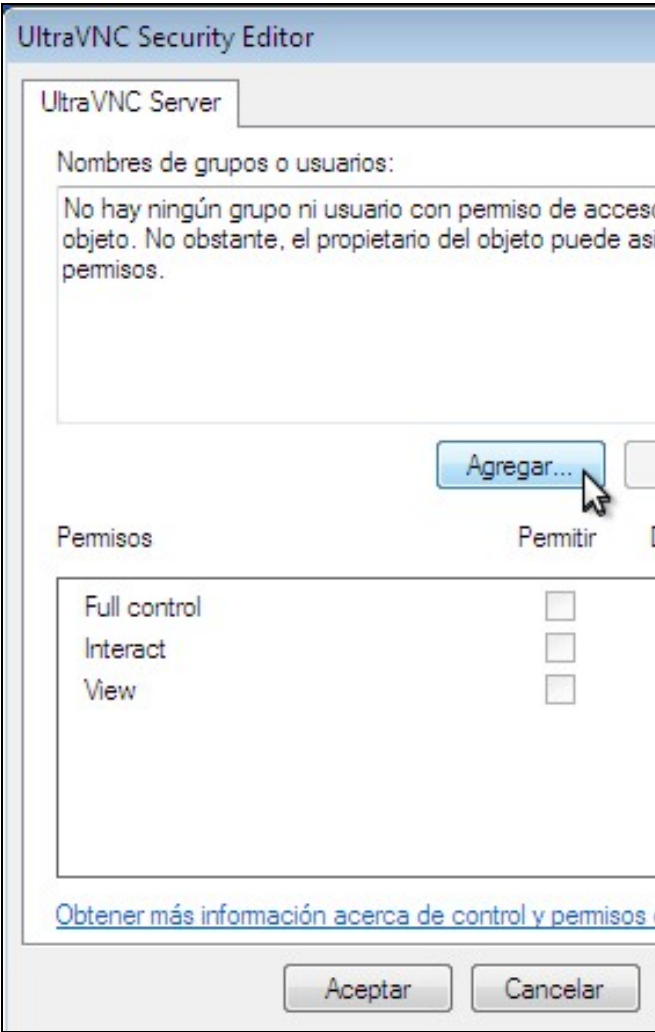 UltraVNC Security Editor
UltraVNC Server
Nombres de grupos o usuarios:
No hay ningún grupo ni usuario con permiso de acceso
objeto. No obstante, el propietario del objeto puede asi
permisos.
Agregar...
Permisos Permitir
Full control
Interact
View
Obtener más información acerca de control y permisos
Aceptar Cancelar